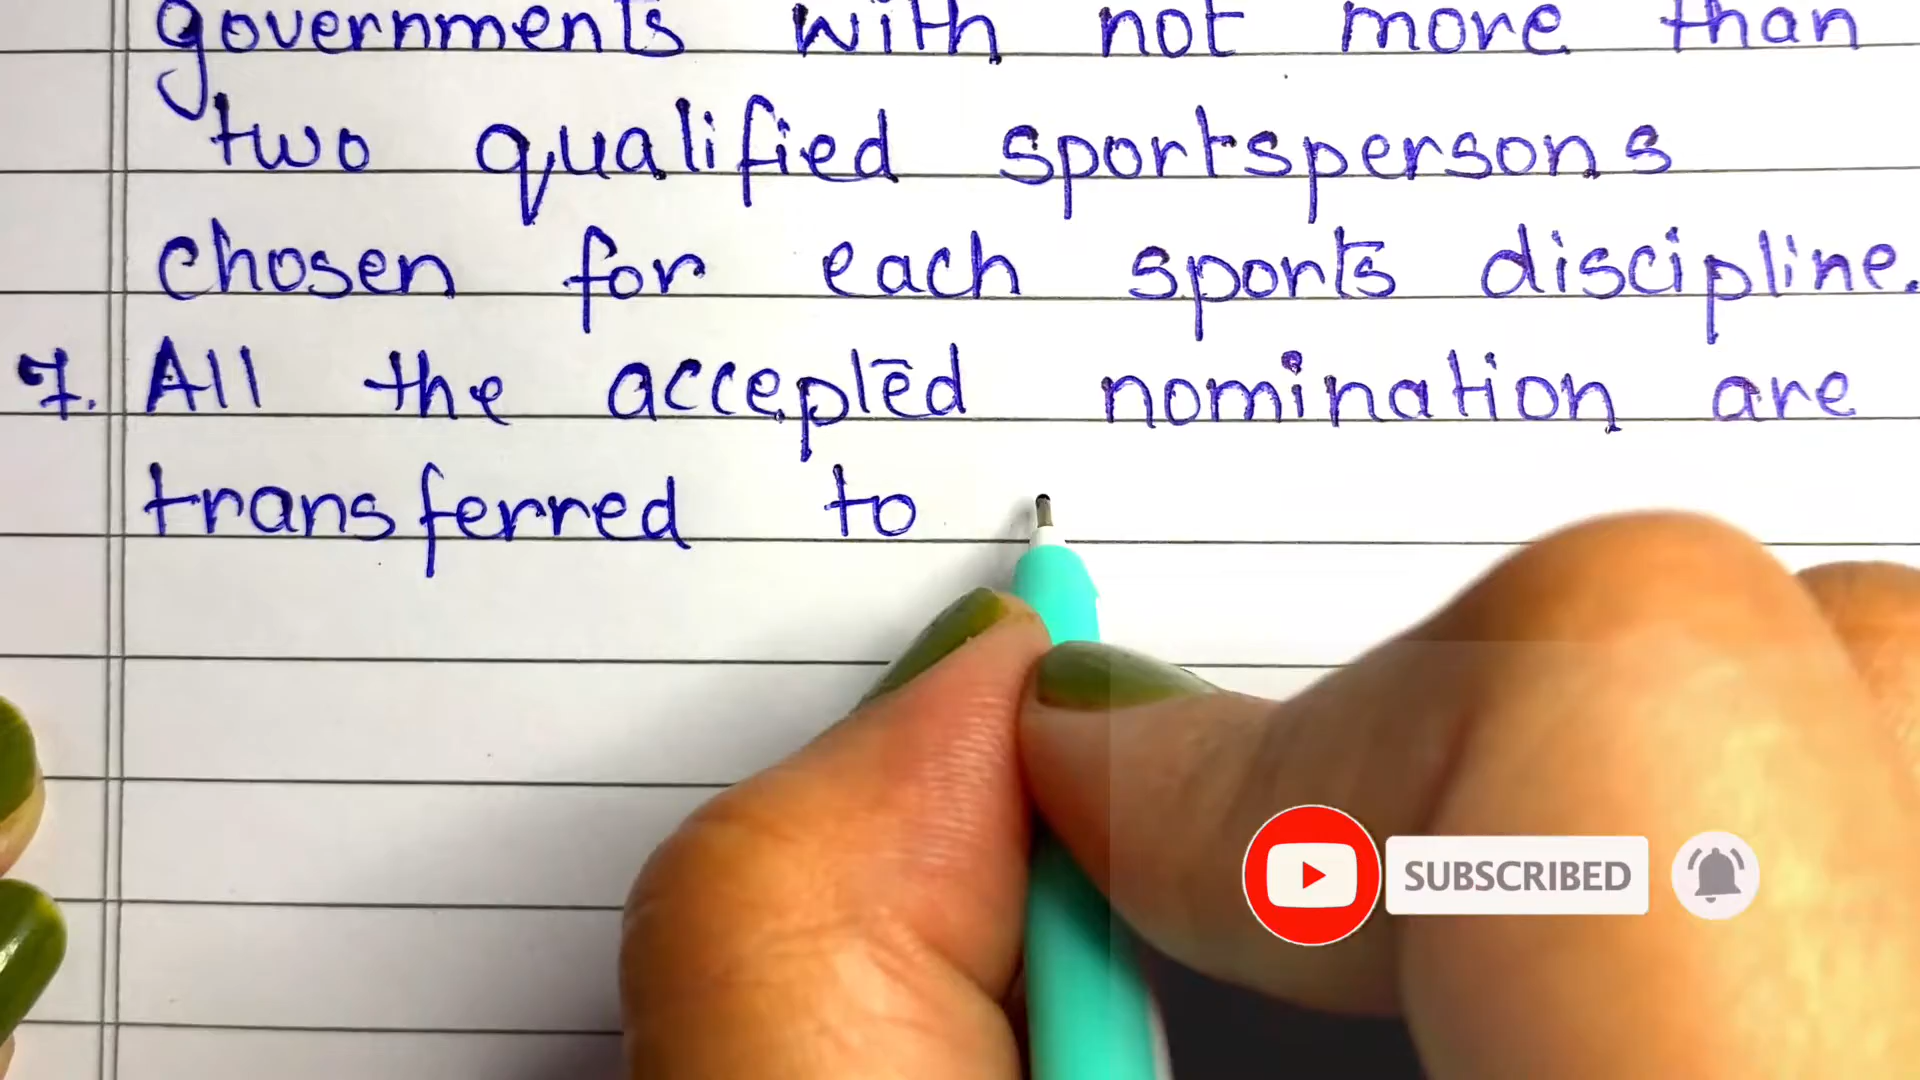 governments with not more than
two qualified sportspersons
chosen for each sports discipline.
7. All the accepted nomination are
transferred to
SUBSCRIBED